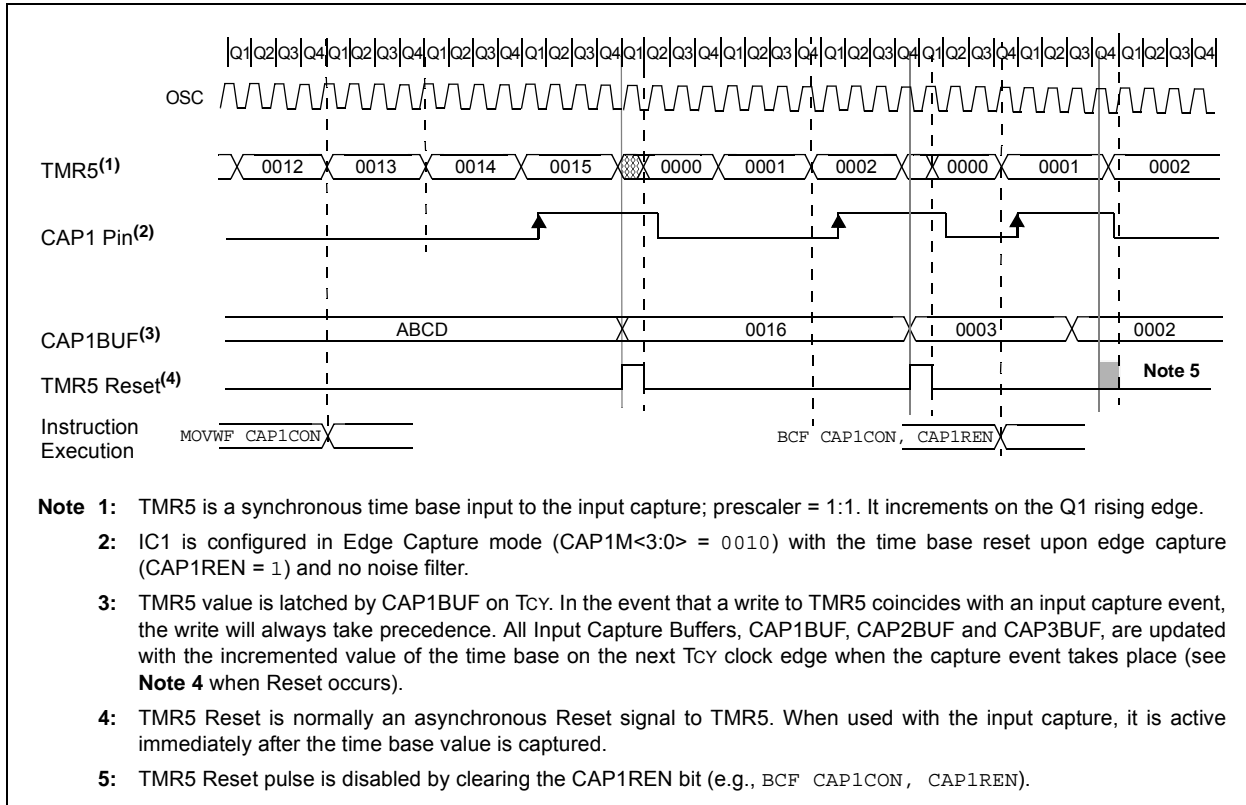 Q1 Q2 Q3 Q4 Q1 Q2 Q3 Q4 Q1 Q2 Q3 Q4 Q1 Q2 Q3 Q4 Q1 Q2 Q3 Q4 Q1 Q2 Q3 Q4 Q1 Q2 Q3 Q4 Q1 Q2 Q3 Q4 Q1 Q2 Q3 Q4 Q1 Q2 Q3 Q4
OSC
TMR5(1) 0012 0013 0014 0015 0000 0001 0002 0000 0001 0002
CAP1 Pin(2)
CAP1BUF(3) ABCD 0016 0003 0002
TMR5 Reset(4) Note 5
Instruction
Execution
MOVWF CAP1CON BCF CAP1CON, CAP1REN
Note 1: TMR5 is a synchronous time base input to the input capture; prescaler = 1:1. It increments on the Q1 rising edge.
2: IC1 is configured in Edge Capture mode (CAP1M<3:0> = 0010) with the time base reset upon edge capture
(CAP1REN = 1) and no noise filter.
3: TMR5 value is latched by CAP1BUF on TCY. In the event that a write to TMR5 coincides with an input capture event,
the write will always take precedence. All Input Capture Buffers, CAP1BUF, CAP2BUF and CAP3BUF, are updated
with the incremented value of the time base on the next TCY clock edge when the capture event takes place (see
Note 4 when Reset occurs).
4: TMR5 Reset is normally an asynchronous Reset signal to TMR5. When used with the input capture, it is active
immediately after the time base value is captured.
5: TMR5 Reset pulse is disabled by clearing the CAP1REN bit (e.g., BCF CAP1CON, CAP1REN).